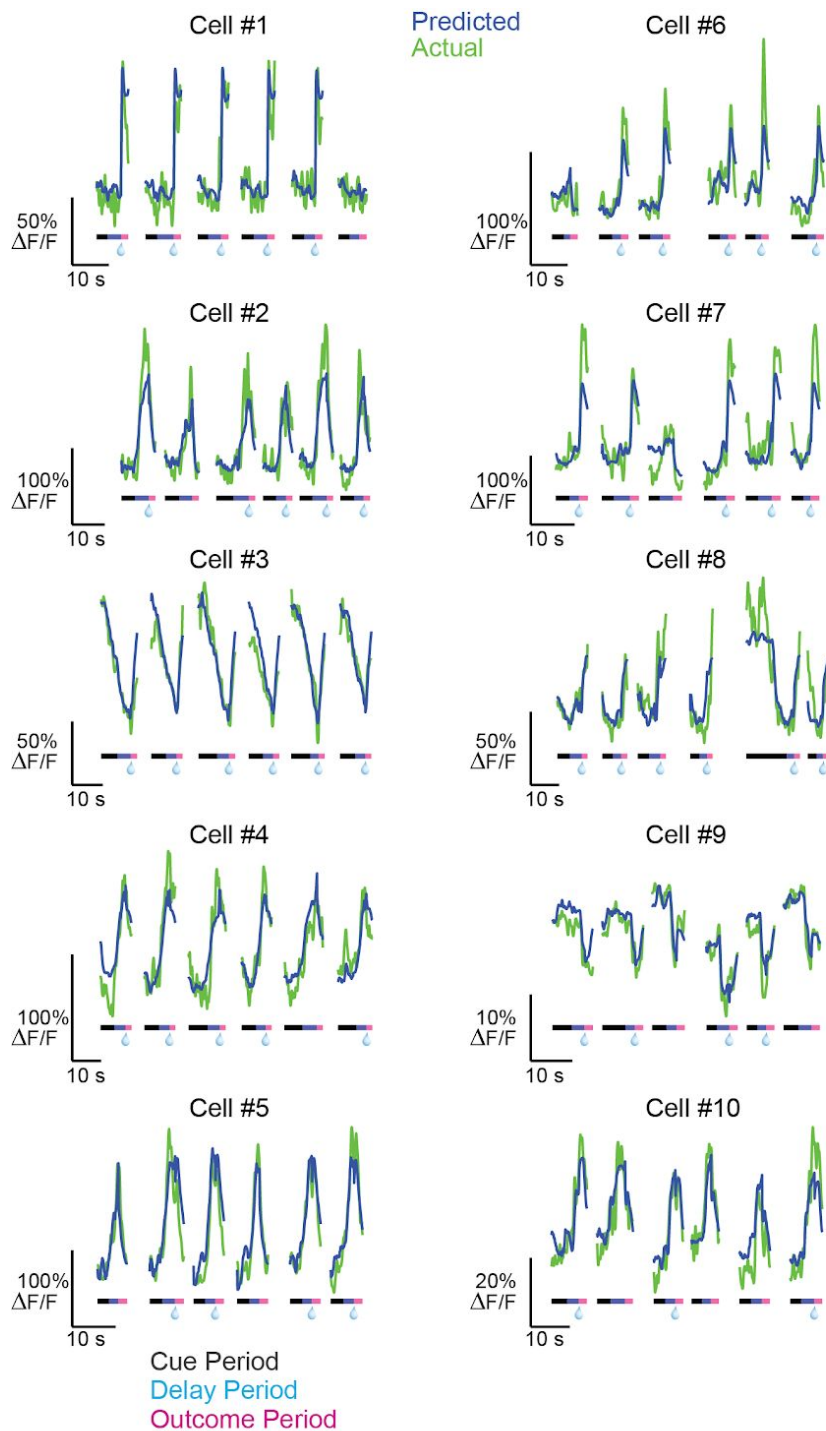 Cell #1
Predicted
Actual
Cell #6
50%
ΔF/F
10 s
100%
ΔF/F
10 s
Cell #2
Cell #7
100%
ΔF/F
10 s
100%
ΔF/F
10 s
Cell #3
Cell #8
50%
ΔF/F
10 s
50%
ΔF/F
10 s
Cell #4
Cell #9
100%
ΔF/F
10 s
10%
ΔF/F
10 s
Cell #5
Cell #10
100%
ΔF/F
10 s
20%
ΔF/F
10 s
Cue Period
Delay Period
Outcome Period